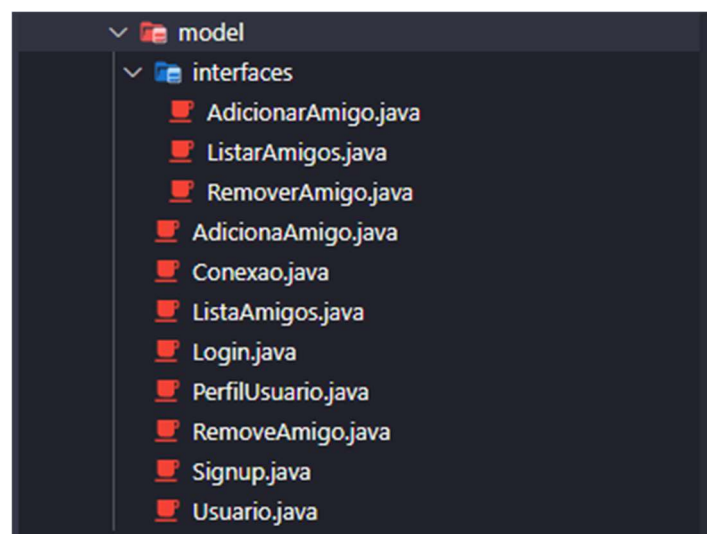 model
interfaces
AdicionarAmigo.java
ListarAmigos.java
RemoverAmigo.java
AdicionaAmigo.java
Conexao.java
ListaAmigos.java
Login.java
PerfilUsuario.java
RemoveAmigo.java
Signup.java
Usuario.java